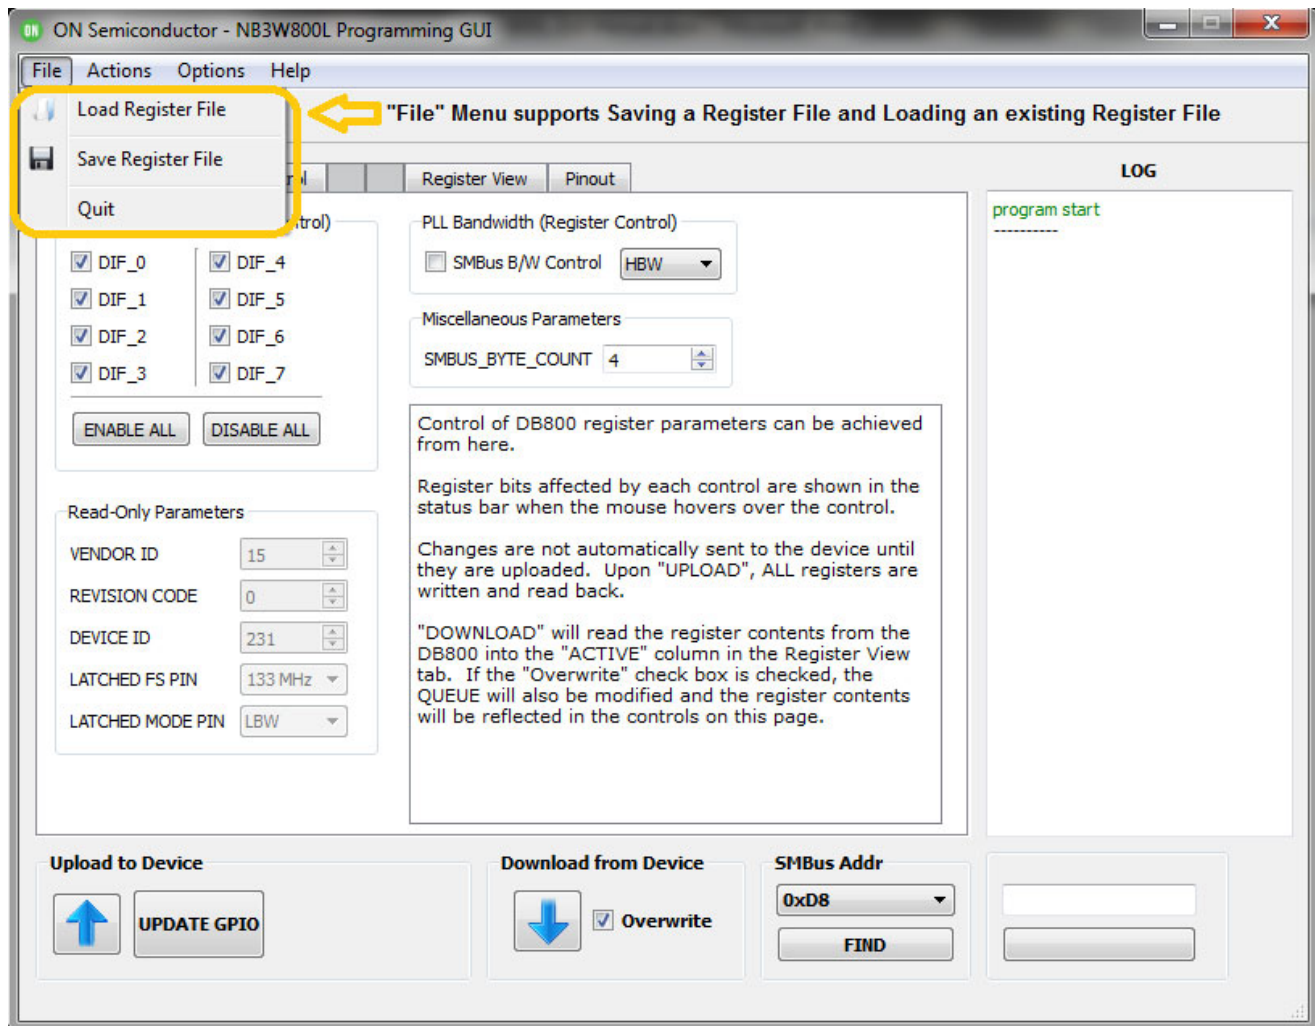 ON Semiconductor - NB3W800L Programming GUI
File Actions Options Help
Load Register File
"File" Menu supports Saving a Register File and Loading an existing Register File
Save Register File
Quit
Register View Pinout
LOG
program start
----------
PLL Bandwidth (Register Control)
DIF_0 DIF_4
SMBus B/W Control HBW
DIF_1 DIF_5
Miscellaneous Parameters
DIF_2 DIF_6
SMBUS_BYTE_COUNT 4
DIF_3 DIF_7
ENABLE ALL DISABLE ALL
Control of DB800 register parameters can be achieved
from here.
Register bits affected by each control are shown in the
status bar when the mouse hovers over the control.
Changes are not automatically sent to the device until
they are uploaded. Upon "UPLOAD", ALL registers are
written and read back.
"DOWNLOAD" will read the register contents from the
DB800 into the "ACTIVE" column in the Register View
tab. If the "Overwrite" check box is checked, the
QUEUE will also be modified and the register contents
will be reflected in the controls on this page.
Read-Only Parameters
VENDOR ID 15
REVISION CODE 0
DEVICE ID 231
LATCHED FS PIN 133 MHz
LATCHED MODE PIN LBW
Upload to Device
UPDATE GPIO
Download from Device
Overwrite
SMBus Addr
0xD8
FIND